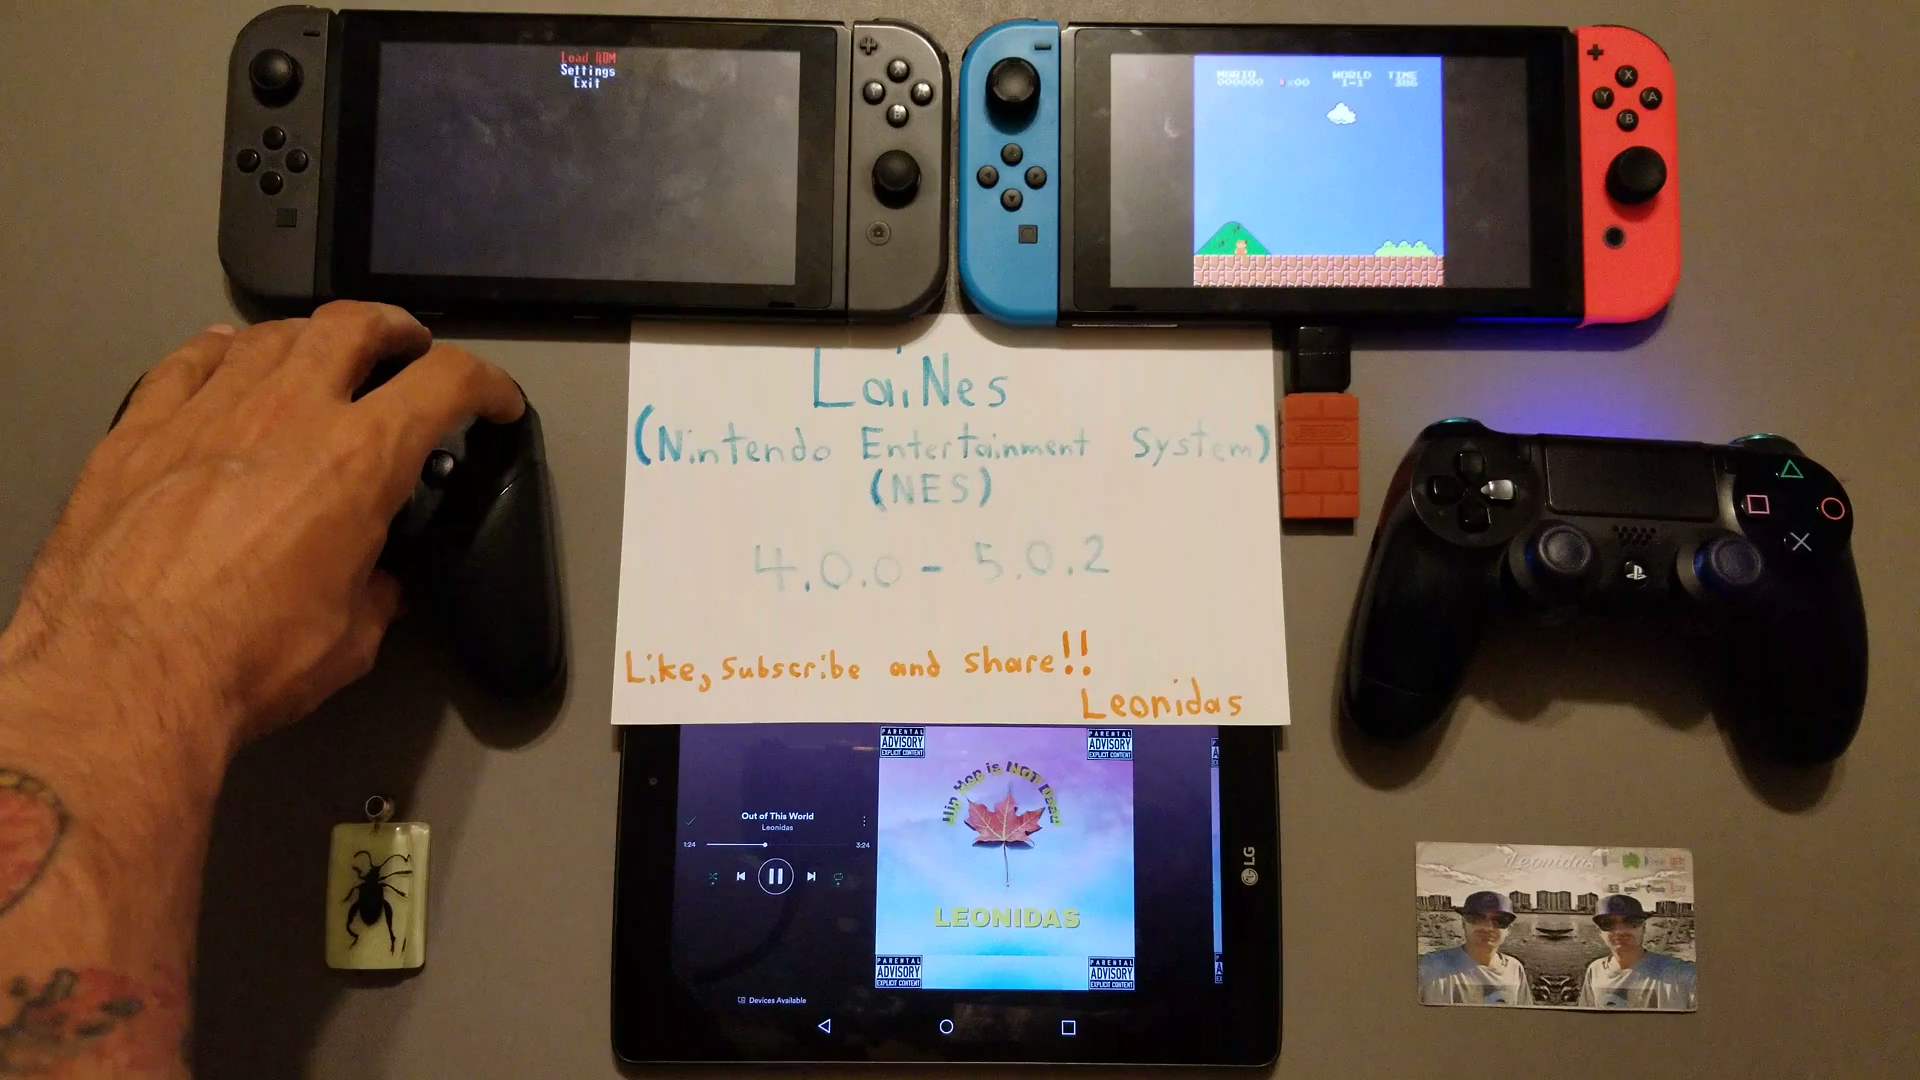 Load ROM
Settings
Exit
MARIO
WORLD
TIME
000000
×00
1-1
386
X
Y
A
B
B
LaiNes
(Nintendo Entertainment System)
(NES)
4.0.0 - 5.0.2
Like, Subscribe and share!!
Leonidas
PARENTAL
ADVISORY
EXPLICIT CONTENT
PARENTAL
ADVISORY
EXPLICIT CONTENT
Hip Hop is NOT Dead
Out of This World
Leonidas
1:24
3:24
LEONIDAS
PARENTAL
ADVISORY
EXPLICIT CONTENT
PARENTAL
ADVISORY
EXPLICIT CONTENT
Devices Available
LG
Leonidas